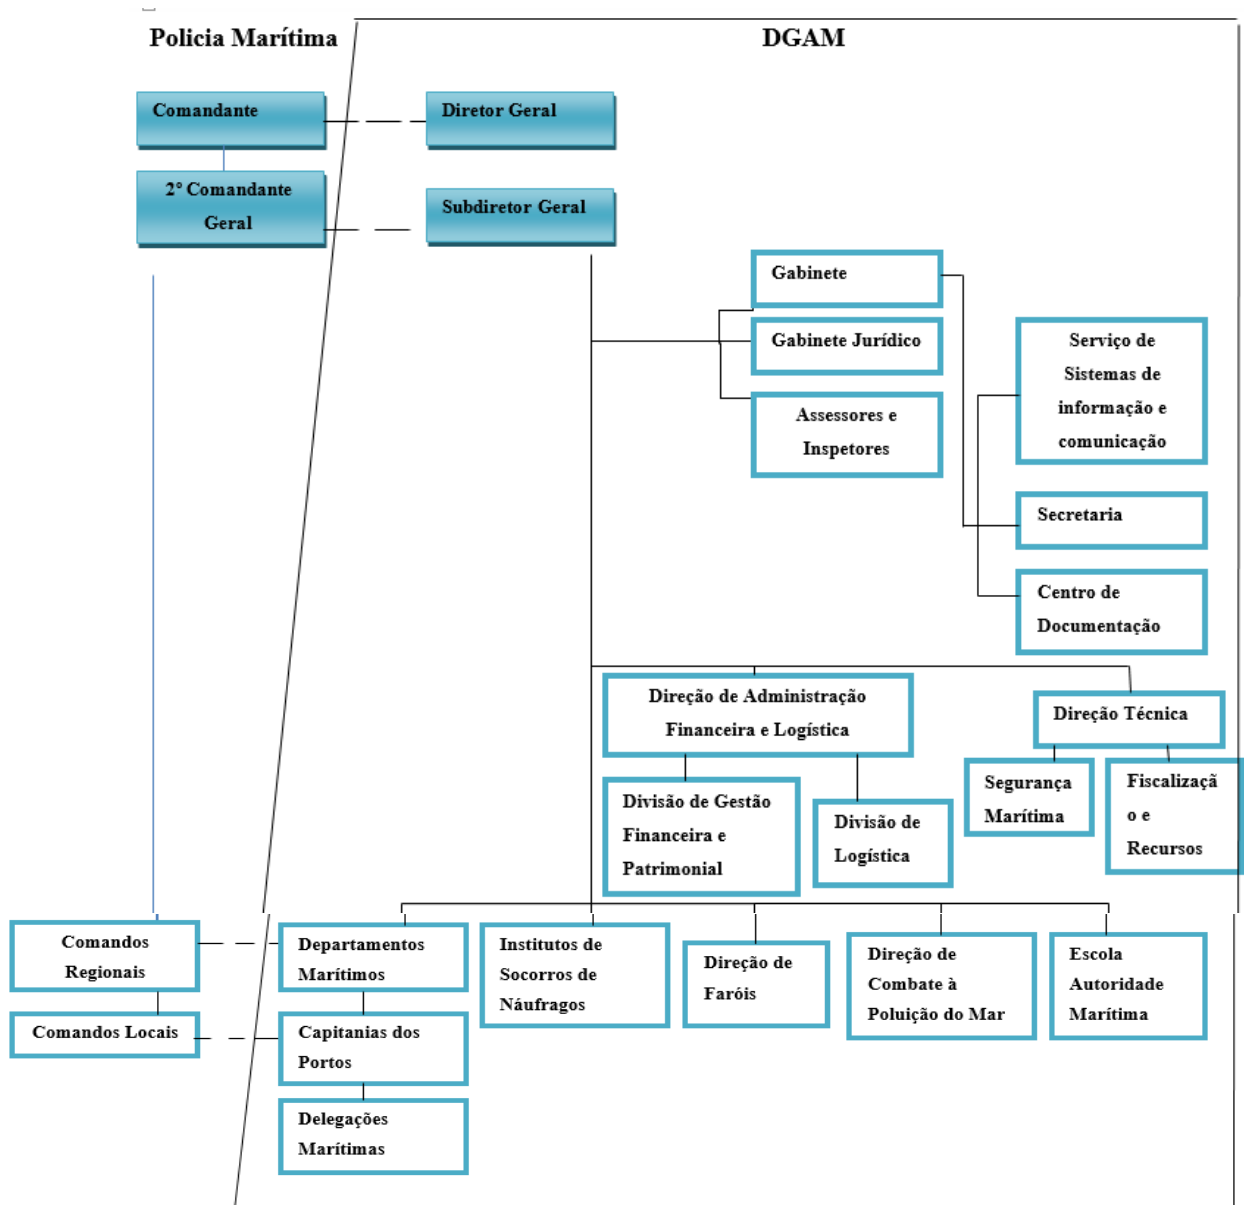 Policia Marítima
DGAM
Comandante
Diretor Geral
2º Comandante
Geral
Subdiretor Geral
Gabinete
Gabinete Jurídico
Assessores e
Inspetores
Serviço de
Sistemas de
informação e
comunicação
Secretaria
Centro de
Documentação
Direção de Administração
Financeira e Logística
Direção Técnica
Divisão de Gestão
Financeira e
Patrimonial
Divisão de
Logística
Segurança
Marítima
Fiscalizaçã
o e
Recursos
Comandos
Regionais
Departamentos
Marítimos
Institutos de
Socorros de
Náufragos
Direção de
Faróis
Direção de
Combate à
Poluição do Mar
Escola
Autoridade
Marítima
Comandos Locais
Capitanias dos
Portos
Delegações
Marítimas